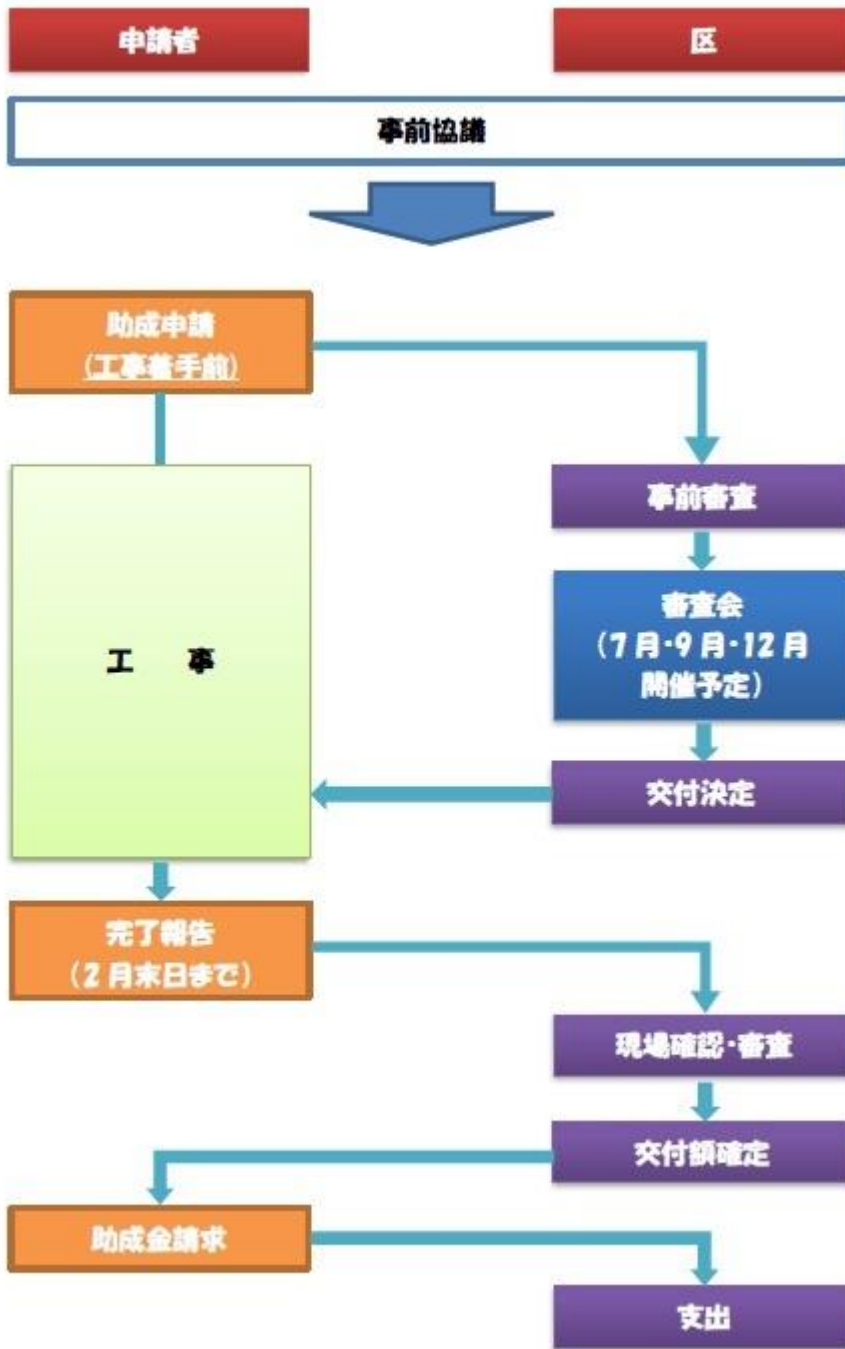 申請者
区
事前協議
助成申請
(工事着手前)
事前審査
審査会
(7月・9月・12月
開催予定)
工　事
交付決定
完了報告
(2月末日まで)
現場確認・審査
交付額確定
助成金請求
支出